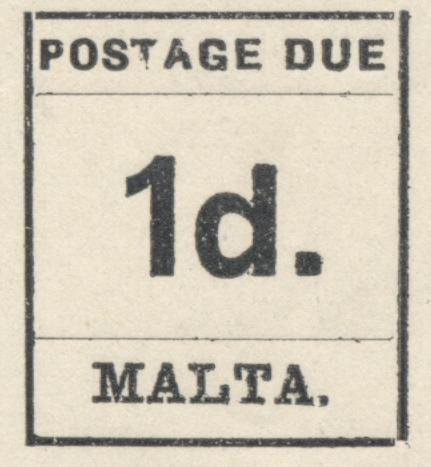 POSTAGE DUE
1d.
MALTA.